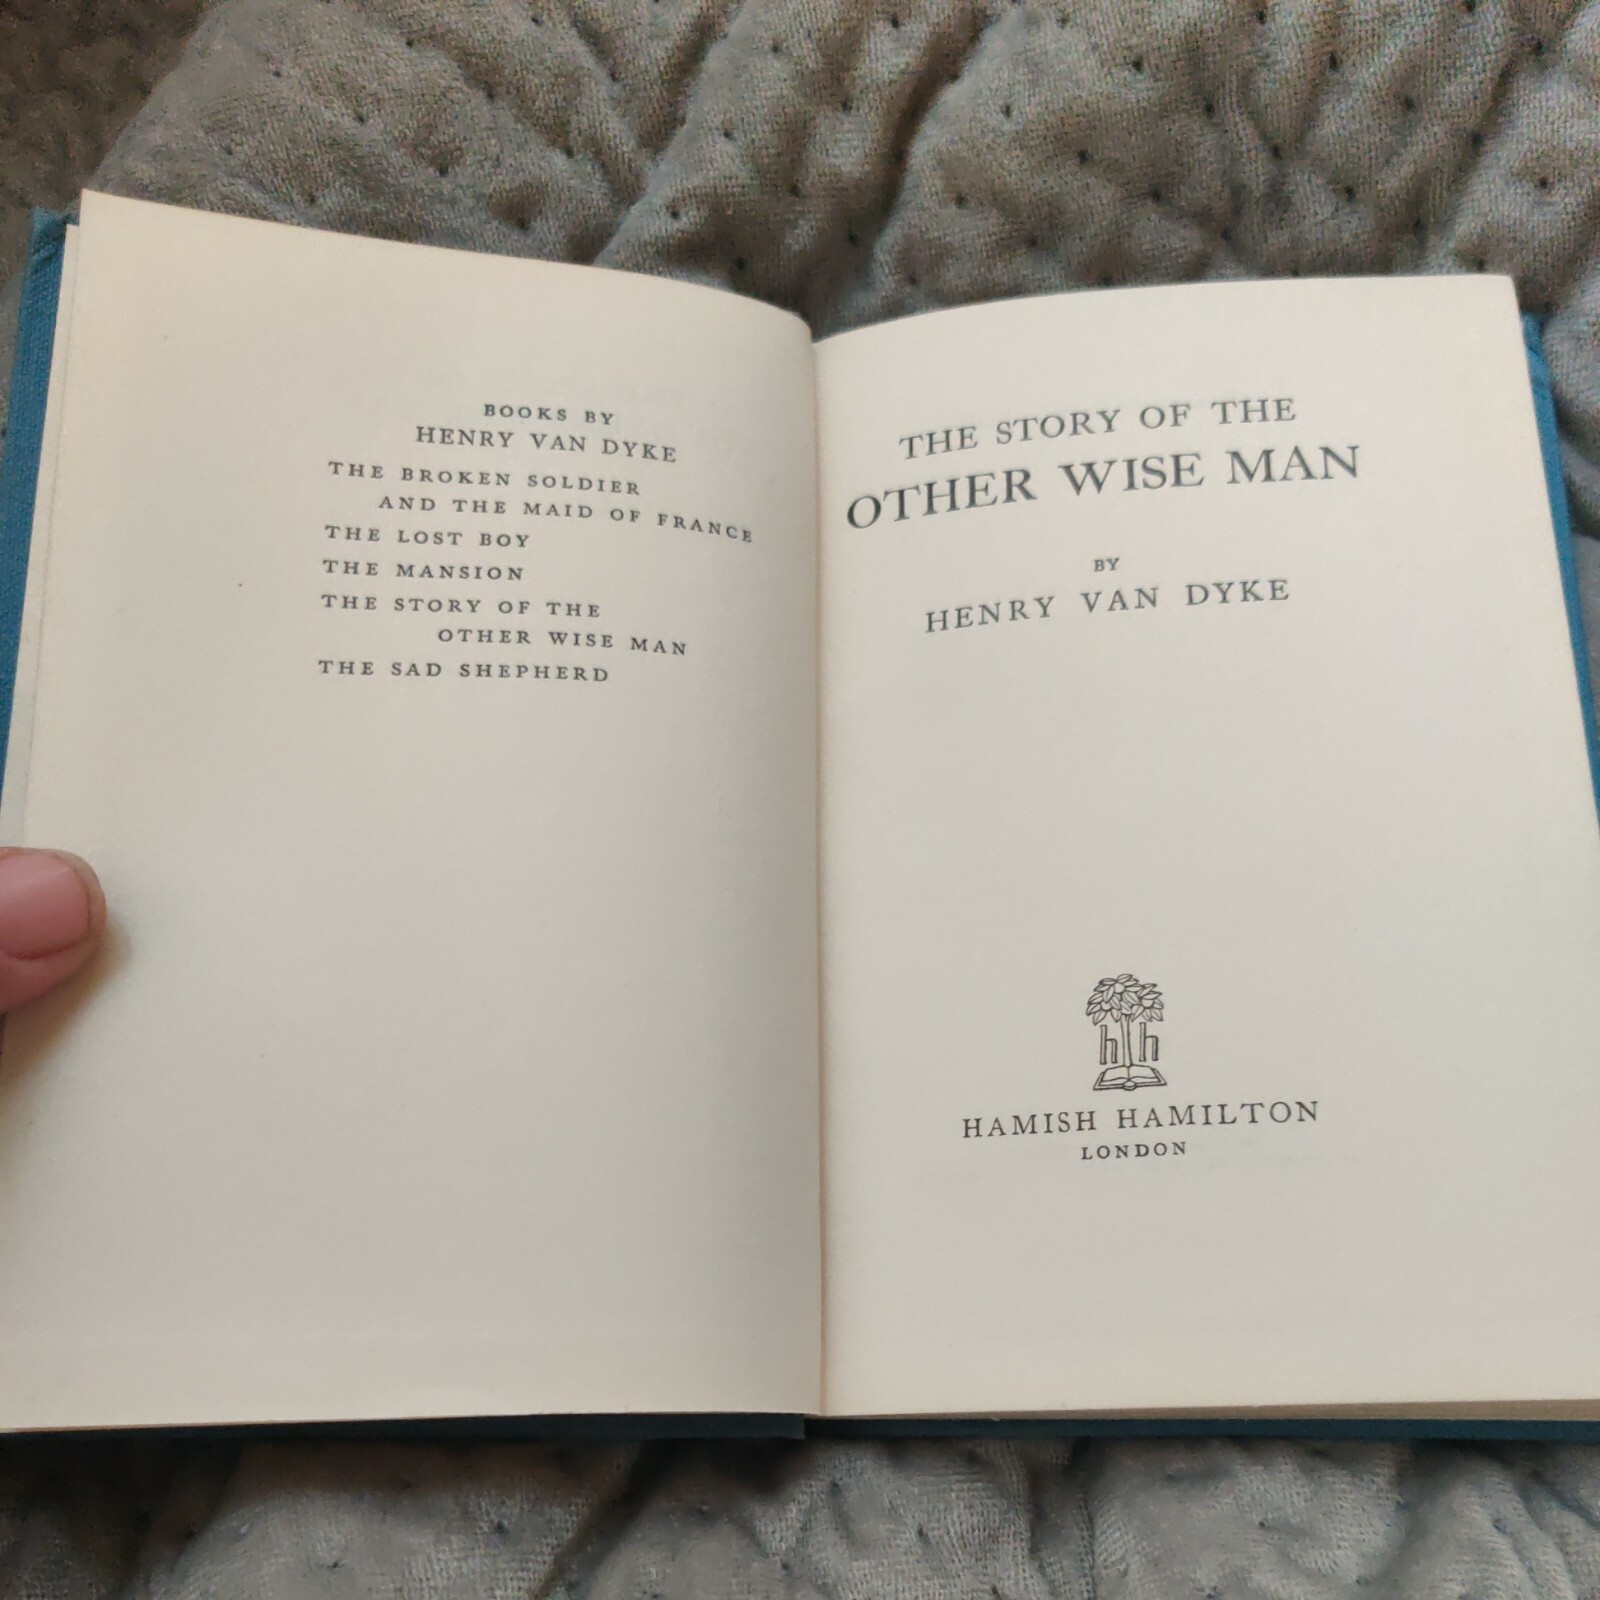 BOOKS BY
HENRY VAN DYKE
THE BROKEN SOLDIER
AND THE MAID OF FRANCE
THE LOST BOY
THE MANSION
THE STORY OF THE
OTHER WISE MAN
THE SAD SHEPHERD
THE STORY OF THE
OTHER WISE MAN
BY
HENRY VAN DYKE
h h
HAMISH HAMILTON
LONDON